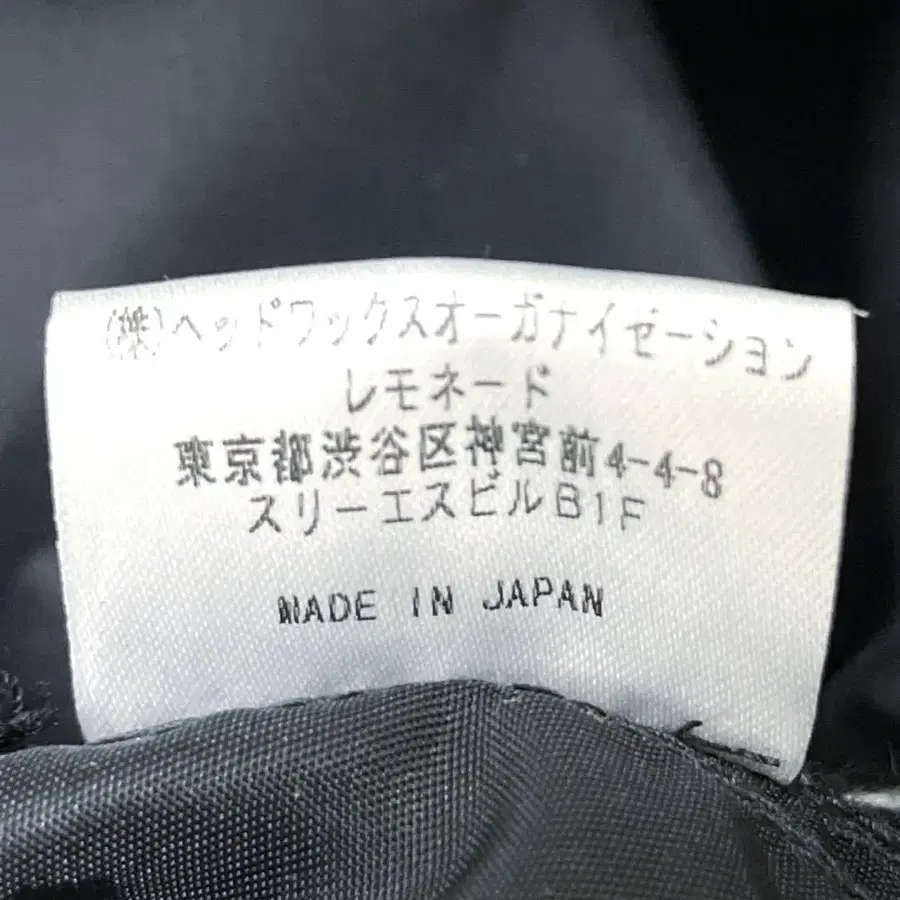 (株)ヘッドワックスオーガナイゼーション
レモネード
東京都渋谷区神宮前4-4-8
スリーエスビルB1F
MADE IN JAPAN